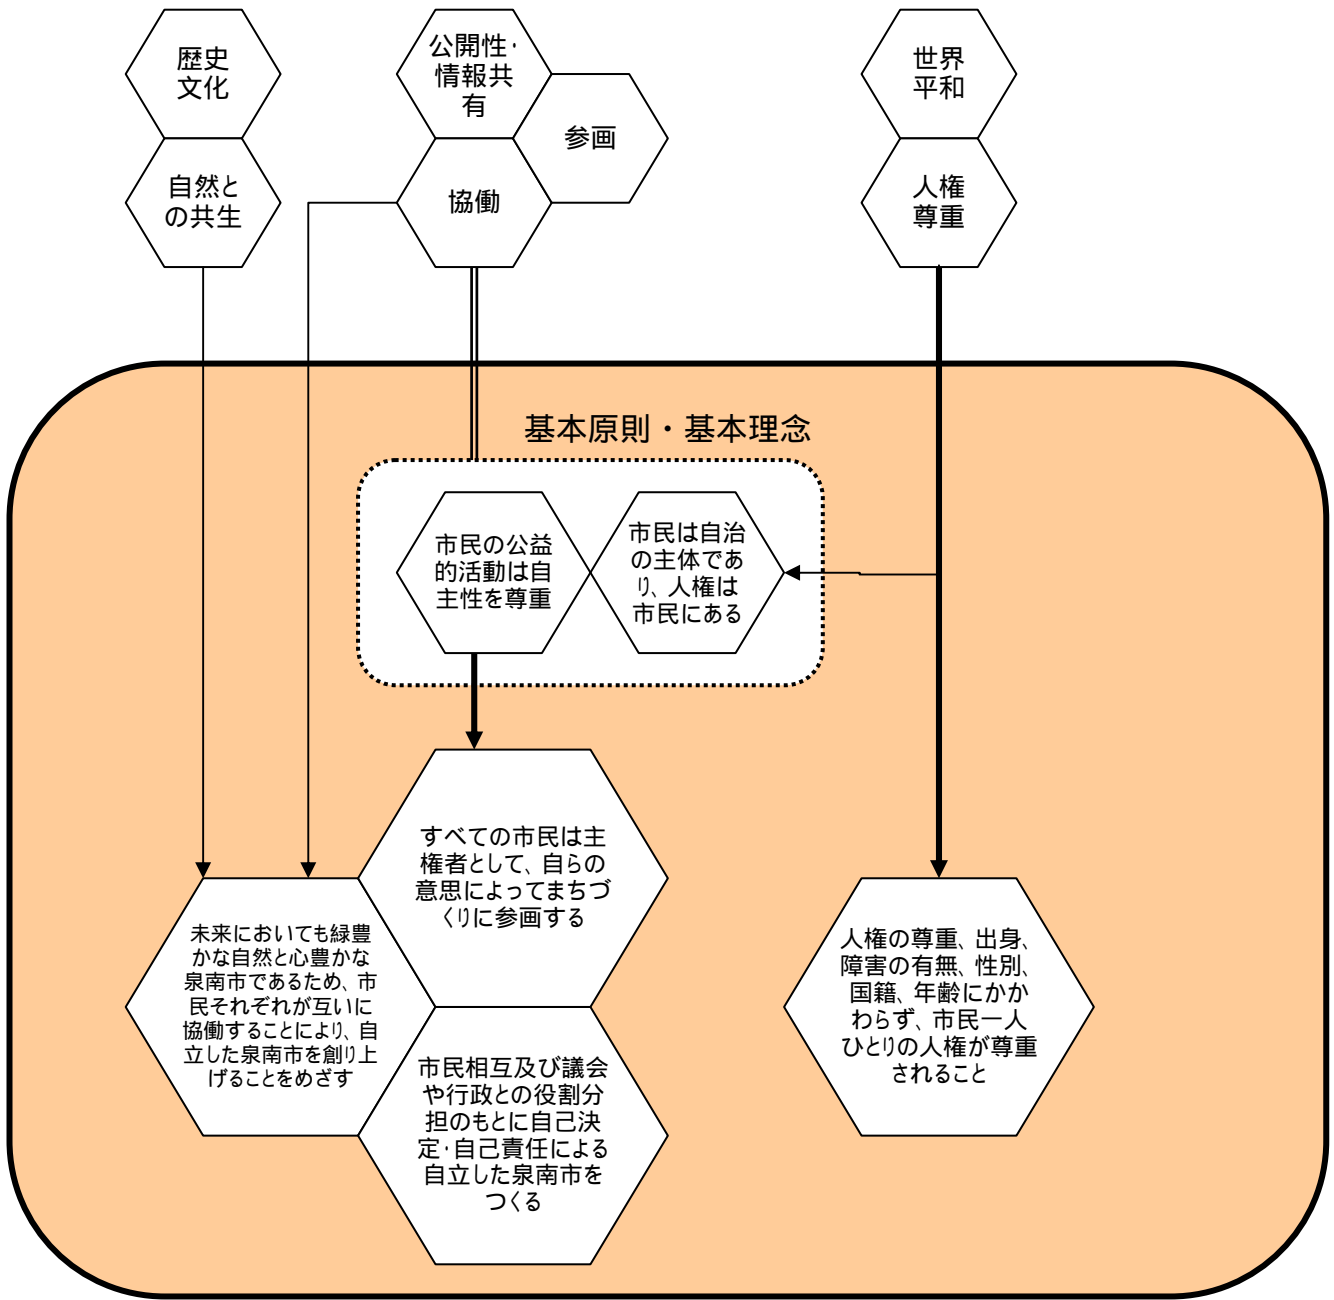 歴史
文化
自然と
の共生
公開性・
情報共
有
参画
協働
世界
平和
人権
尊重
基本原則・基本理念
市民の公益
的活動は自
主性を尊重
市民は自治
の主体であ
り、人権は
市民にある
すべての市民は主
権者として、自らの
意思によってまちづ
くりに参画する
未来においても緑豊
かな自然と心豊かな
泉南市であるため、市
民それぞれが互いに
協働することにより、自
立した泉南市を創り上
げることをめざす
市民相互及び議会
や行政との役割分
担のもとに自己決
定・自己責任による
自立した泉南市を
つくる
人権の尊重、出身、
障害の有無、性別、
国籍、年齢にかか
わらず、市民一人
ひとりの人権が尊重
されること